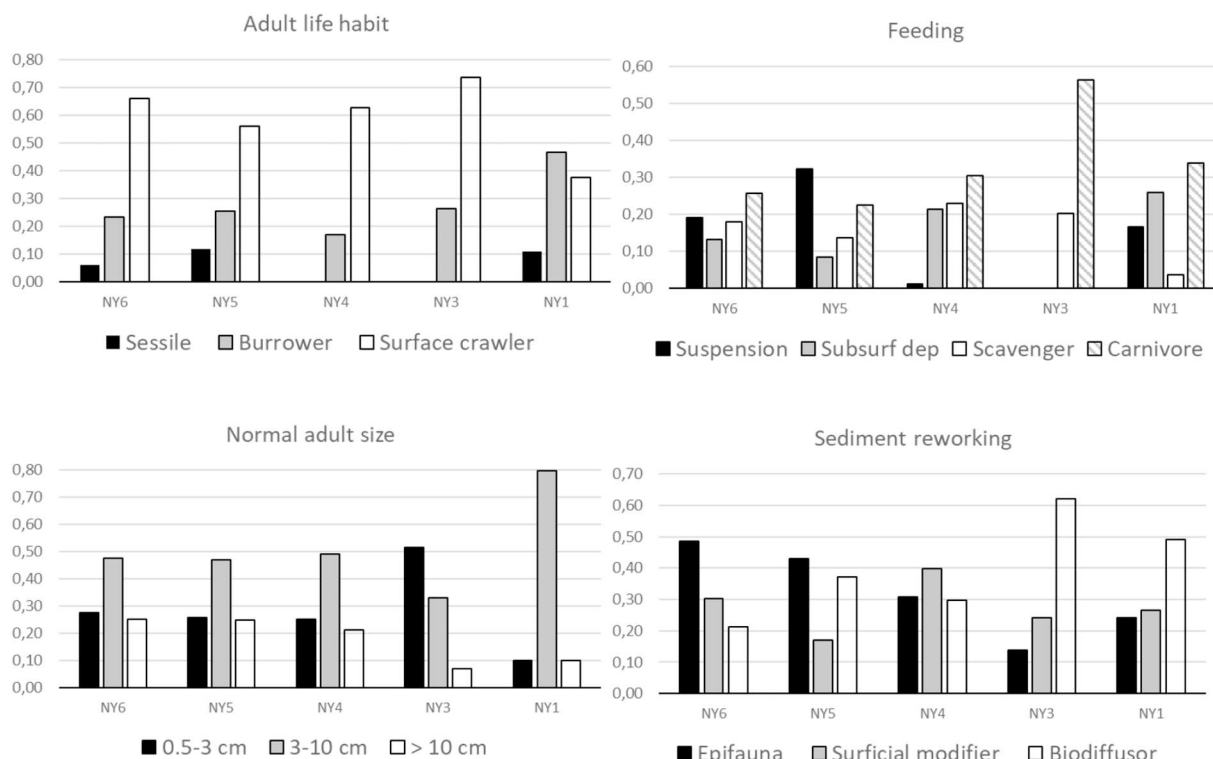 Adult life habit
0,80
0,70
0,60
0,50
0,40
0,30
0,20
0,10
0,00
NY6 NY5 NY4 NY3 NY1
Sessile Burrower Surface crawler
Feeding
0,60
0,50
0,40
0,30
0,20
0,10
0,00
NY6 NY5 NY4 NY3 NY1
Suspension Subsurf dep Scavenger Carnivore
Normal adult size
0,80
0,70
0,60
0,50
0,40
0,30
0,20
0,10
0,00
NY6 NY5 NY4 NY3 NY1
0.5-3 cm 3-10 cm > 10 cm
Sediment reworking
0,70
0,60
0,50
0,40
0,30
0,20
0,10
0,00
NY6 NY5 NY4 NY3 NY1
Epifauna Surficial modifier Biodiffusor